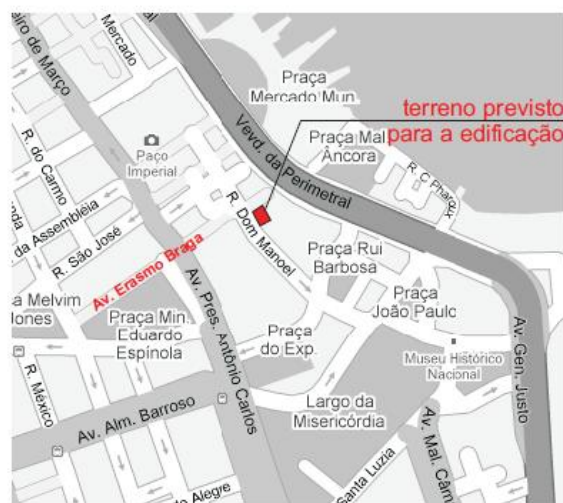 eiro de Março
Mercado
R. do Carmo
da Assembléia
R. São José
Paço
Imperial
Praça
Mercado Mun.
terreno previsto
para a edificação
Praça Mal
Âncora
R. C Pharoux
Vevd. da Perimetral
R. Dom Manoel
Av. Erasmo Braga
Praça Rui
Barbosa
Praça
João Paulo
a Melvim
Jones
Praça Min.
Eduardo
Espínola
Praça
do Exp.
Museu Histórico
Nacional
R. México
Av. Pres. Antônio Carlos
Av. Gen. Justo
Av. Alm. Barroso
Largo da
Misericórdia
Santa Luzia
Av. Mal. Câm
de Alegre